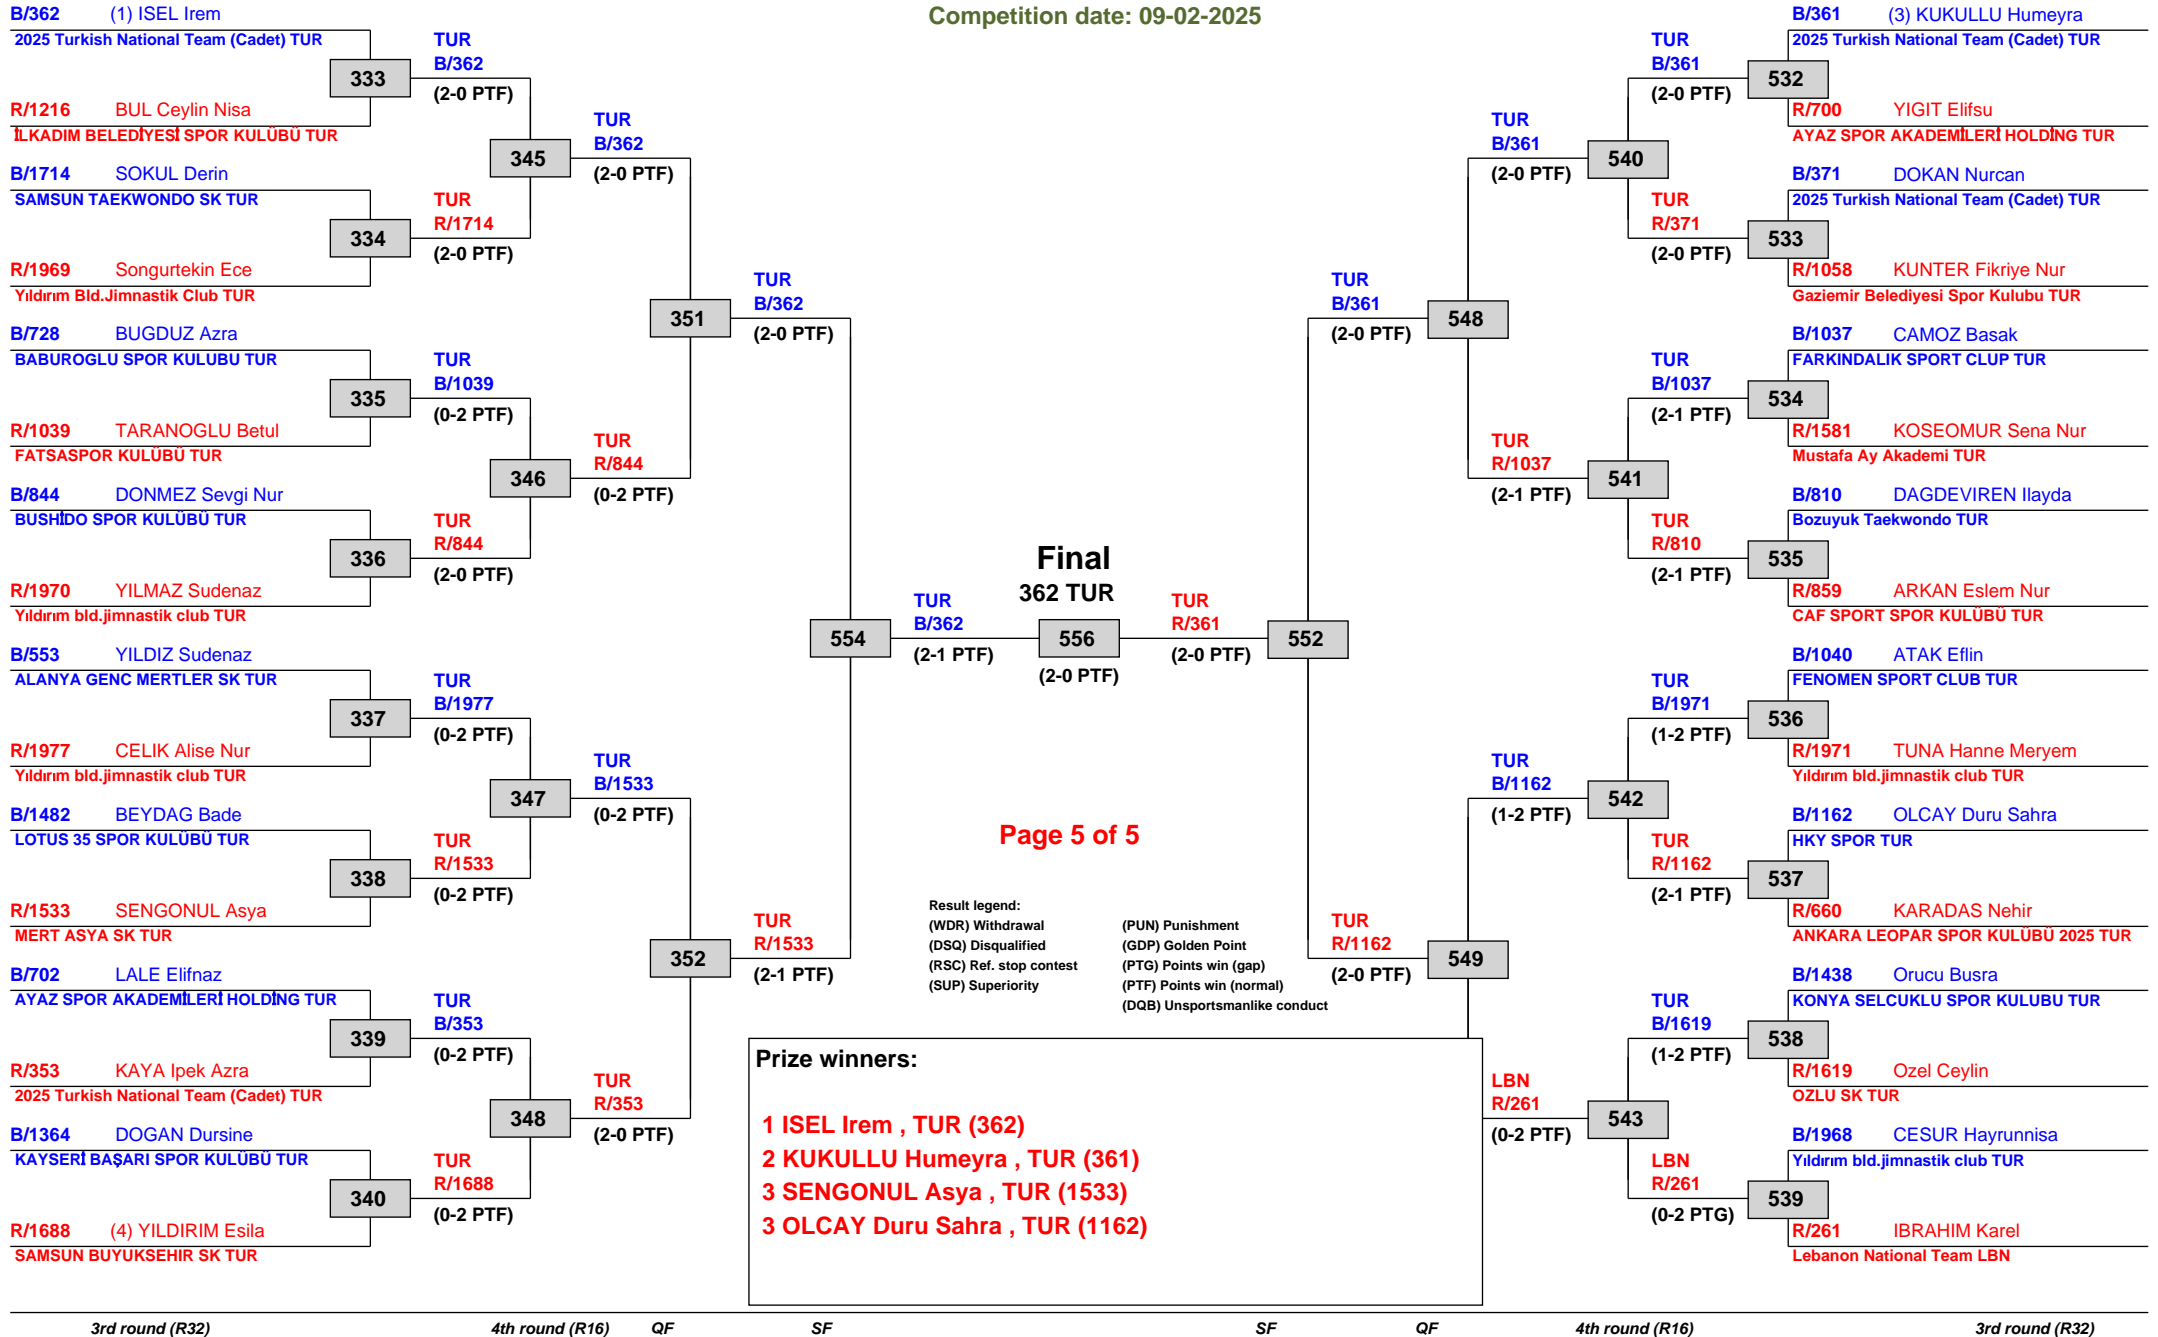 Competition date: 09-02-2025
B/362 (1) ISEL Irem
2025 Turkish National Team (Cadet) TUR
333
R/1216 BUL Ceylin Nisa
İLKADIM BELEDİYESİ SPOR KULÜBÜ TUR
B/1714 SOKUL Derin
SAMSUN TAEKWONDO SK TUR
334
R/1969 Songurtekin Ece
Yıldırım Bld.Jimnastik Club TUR
B/728 BUGDUZ Azra
BABUROGLU SPOR KULUBU TUR
335
R/1039 TARANOGLU Betul
FATSASPOR KULÜBÜ TUR
B/844 DONMEZ Sevgi Nur
BUSHİDO SPOR KULÜBÜ TUR
336
R/1970 YILMAZ Sudenaz
Yıldırım bld.jimnastik club TUR
B/553 YILDIZ Sudenaz
ALANYA GENC MERTLER SK TUR
337
R/1977 CELIK Alise Nur
Yıldırım bld.jimnastik club TUR
B/1482 BEYDAG Bade
LOTUS 35 SPOR KULÜBÜ TUR
338
R/1533 SENGONUL Asya
MERT ASYA SK TUR
B/702 LALE Elifnaz
AYAZ SPOR AKADEMİLERİ HOLDİNG TUR
339
R/353 KAYA Ipek Azra
2025 Turkish National Team (Cadet) TUR
B/1364 DOGAN Dursine
KAYSERİ BAŞARI SPOR KULÜBÜ TUR
340
R/1688 (4) YILDIRIM Esila
SAMSUN BUYUKSEHIR SK TUR
TUR
B/362
(2-0 PTF)
345
TUR
R/1714
(2-0 PTF)
TUR
B/1039
(0-2 PTF)
346
TUR
R/844
(2-0 PTF)
TUR
B/1977
(0-2 PTF)
347
TUR
R/1533
(0-2 PTF)
TUR
B/353
(0-2 PTF)
348
TUR
R/1688
(0-2 PTF)
TUR
B/362
(2-0 PTF)
351
TUR
R/844
(0-2 PTF)
TUR
B/1533
(0-2 PTF)
352
TUR
R/353
(2-0 PTF)
TUR
B/362
(2-0 PTF)
554
TUR
R/1533
(2-1 PTF)
TUR
B/362
(2-1 PTF)
Final
362 TUR
556
(2-0 PTF)
TUR
R/361
(2-0 PTF)
552
TUR
B/361
(2-0 PTF)
548
TUR
R/1162
(2-0 PTF)
549
TUR
B/361
(2-0 PTF)
540
TUR
R/1037
(2-1 PTF)
541
TUR
B/1162
(1-2 PTF)
542
LBN
R/261
(0-2 PTF)
543
TUR
B/361
(2-0 PTF)
TUR
R/371
(2-0 PTF)
TUR
B/1037
(2-1 PTF)
TUR
R/810
(2-1 PTF)
TUR
B/1971
(1-2 PTF)
TUR
R/1162
(2-1 PTF)
TUR
B/1619
(1-2 PTF)
LBN
R/261
(0-2 PTG)
B/361 (3) KUKULLU Humeyra
2025 Turkish National Team (Cadet) TUR
532
R/700 YIGIT Elifsu
AYAZ SPOR AKADEMİLERİ HOLDİNG TUR
B/371 DOKAN Nurcan
2025 Turkish National Team (Cadet) TUR
533
R/1058 KUNTER Fikriye Nur
Gaziemir Belediyesi Spor Kulubu TUR
B/1037 CAMOZ Basak
FARKINDALIK SPORT CLUP TUR
534
R/1581 KOSEOMUR Sena Nur
Mustafa Ay Akademi TUR
B/810 DAGDEVIREN Ilayda
Bozuyuk Taekwondo TUR
535
R/859 ARKAN Eslem Nur
CAF SPORT SPOR KULÜBÜ TUR
B/1040 ATAK Eflin
FENOMEN SPORT CLUB TUR
536
R/1971 TUNA Hanne Meryem
Yıldırım bld.jimnastik club TUR
B/1162 OLCAY Duru Sahra
HKY SPOR TUR
537
R/660 KARADAS Nehir
ANKARA LEOPAR SPOR KULÜBÜ 2025 TUR
B/1438 Orucu Busra
KONYA SELCUKLU SPOR KULUBU TUR
538
R/1619 Ozel Ceylin
OZLU SK TUR
B/1968 CESUR Hayrunnisa
Yıldırım bld.jimnastik club TUR
539
R/261 IBRAHIM Karel
Lebanon National Team LBN
Page 5 of 5
Result legend:
(WDR) Withdrawal (PUN) Punishment
(DSQ) Disqualified (GDP) Golden Point
(RSC) Ref. stop contest (PTG) Points win (gap)
(SUP) Superiority (PTF) Points win (normal)
(DQB) Unsportsmanlike conduct
Prize winners:
1 ISEL Irem , TUR (362)
2 KUKULLU Humeyra , TUR (361)
3 SENGONUL Asya , TUR (1533)
3 OLCAY Duru Sahra , TUR (1162)
3rd round (R32) 4th round (R16) QF SF SF QF 4th round (R16) 3rd round (R32)